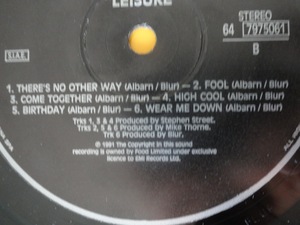 LEISURE
STEREO
64 7975061
SIAE
B
1. THERE'S NO OTHER WAY (Albarn / Blur) — 2. FOOL (Albarn / Blur)
3. COME TOGETHER (Albarn / Blur) — 4. HIGH COOL (Albarn / Blur)
5. BIRTHDAY (Albarn / Blur) — 6. WEAR ME DOWN (Albarn / Blur)
Trks 1, 3 & 4 Produced by Stephen Street.
Trks 2, 5 & 6 Produced by Mike Thorne.
Trk 6 Produced by Blur.
℗ 1991 The Copyright in this sound
recording is owned by Food Limited under exclusive
licence to EMI Records Ltd.